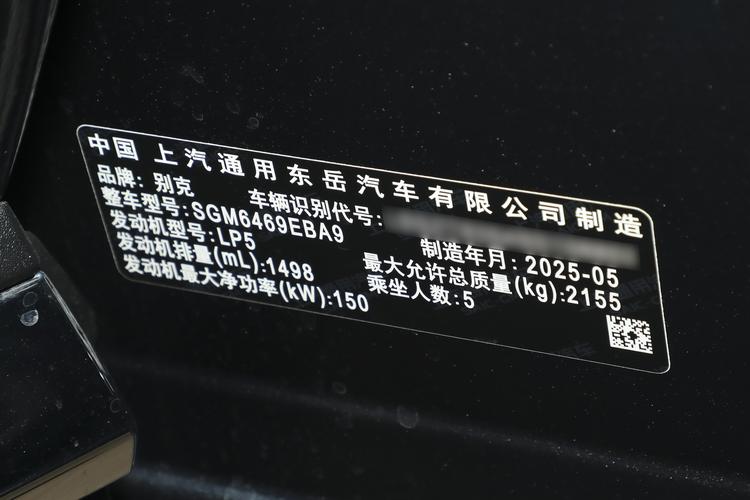 中国 上汽通用东岳汽车有限公司制造
品牌：别克 车辆识别代号：
整车型号：SGM6469EBA9 制造年月：2025-05
发动机型号：LP5 最大允许总质量(kg)：2155
发动机排量(mL)：1498 乘坐人数：5
发动机最大净功率(kW)：150